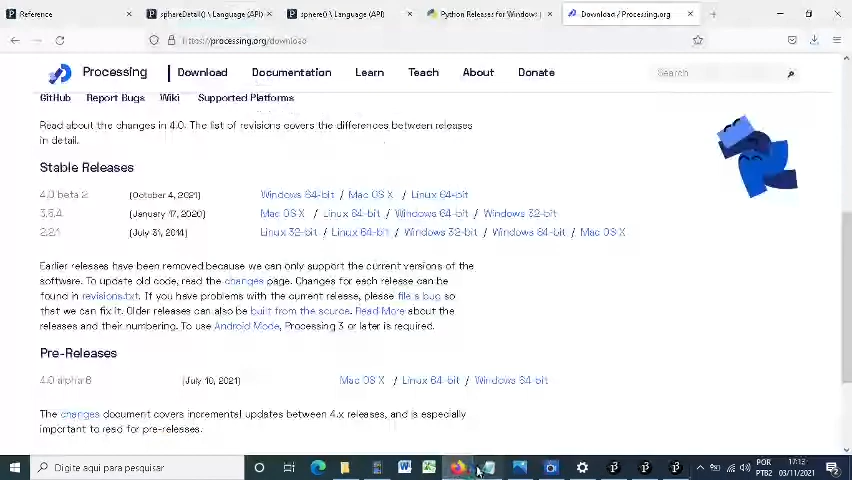 Reference
sphereDetail() \ Language (API)
sphere() \ Language (API)
Python Releases for Windows |
Download / Processing.org
https://processing.org/download
Processing
Download
Documentation
Learn
Teach
About
Donate
Search
GitHub
Report Bugs
Wiki
Supported Platforms
Read about the changes in 4.0. The list of revisions covers the differences between releases
in detail.
Stable Releases
4.0 beta 2 (October 4, 2021) Windows 64-bit / Mac OS X / Linux 64-bit
3.5.4 (January 17, 2020) Mac OS X / Linux 64-bit / Windows 64-bit / Windows 32-bit
2.2.1 (July 31, 2014) Linux 32-bit / Linux 64-bit / Windows 32-bit / Windows 64-bit / Mac OS X
Earlier releases have been removed because we can only support the current versions of the
software. To update old code, read the changes page. Changes for each release can be
found in revisions.txt. If you have problems with the current release, please file a bug so
that we can fix it. Older releases can also be built from the source. Read More about the
releases and their numbering. To use Android Mode, Processing 3 or later is required.
Pre-Releases
4.0 alpha 6 (July 10, 2021) Mac OS X / Linux 64-bit / Windows 64-bit
The changes document covers incremental updates between 4.x releases, and is especially
important to read for pre-releases.
Digite aqui para pesquisar
POR
PTB2
17:13
03/11/2021
2